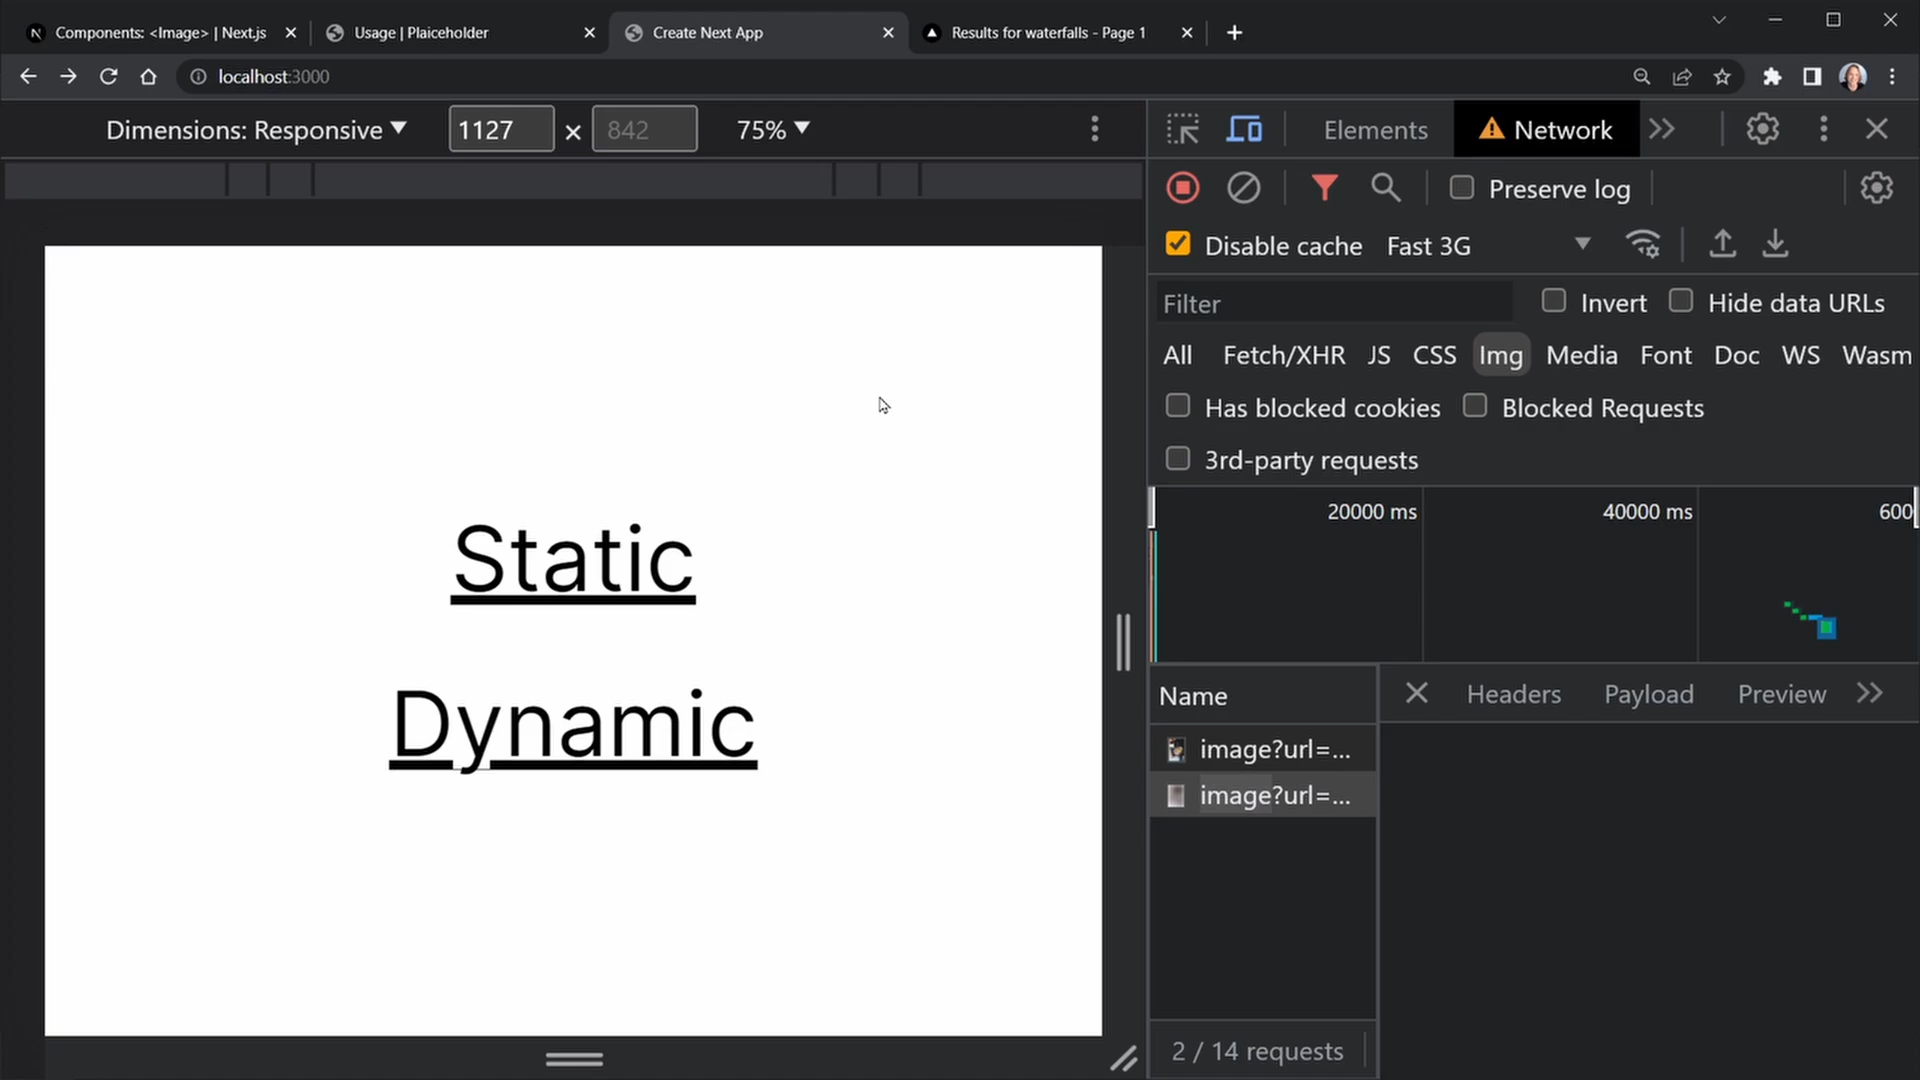 Components: <Image> | Next.js
Usage | Plaiceholder
Create Next App
Results for waterfalls - Page 1
localhost:3000
Dimensions: Responsive
1127 × 842
75%
Elements
Network
Preserve log
Disable cache
Fast 3G
Filter
Invert
Hide data URLs
All Fetch/XHR JS CSS Img Media Font Doc WS Wasm
Has blocked cookies
Blocked Requests
3rd-party requests
20000 ms
40000 ms
600
Static
Dynamic
Name
Headers
Payload
Preview
image?url=...
image?url=...
2 / 14 requests